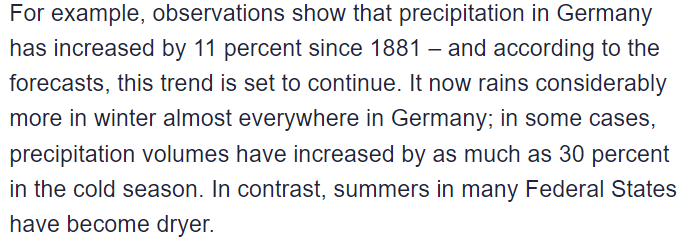 For example, observations show that precipitation in Germany
has increased by 11 percent since 1881 – and according to the
forecasts, this trend is set to continue. It now rains considerably
more in winter almost everywhere in Germany; in some cases,
precipitation volumes have increased by as much as 30 percent
in the cold season. In contrast, summers in many Federal States
have become dryer.